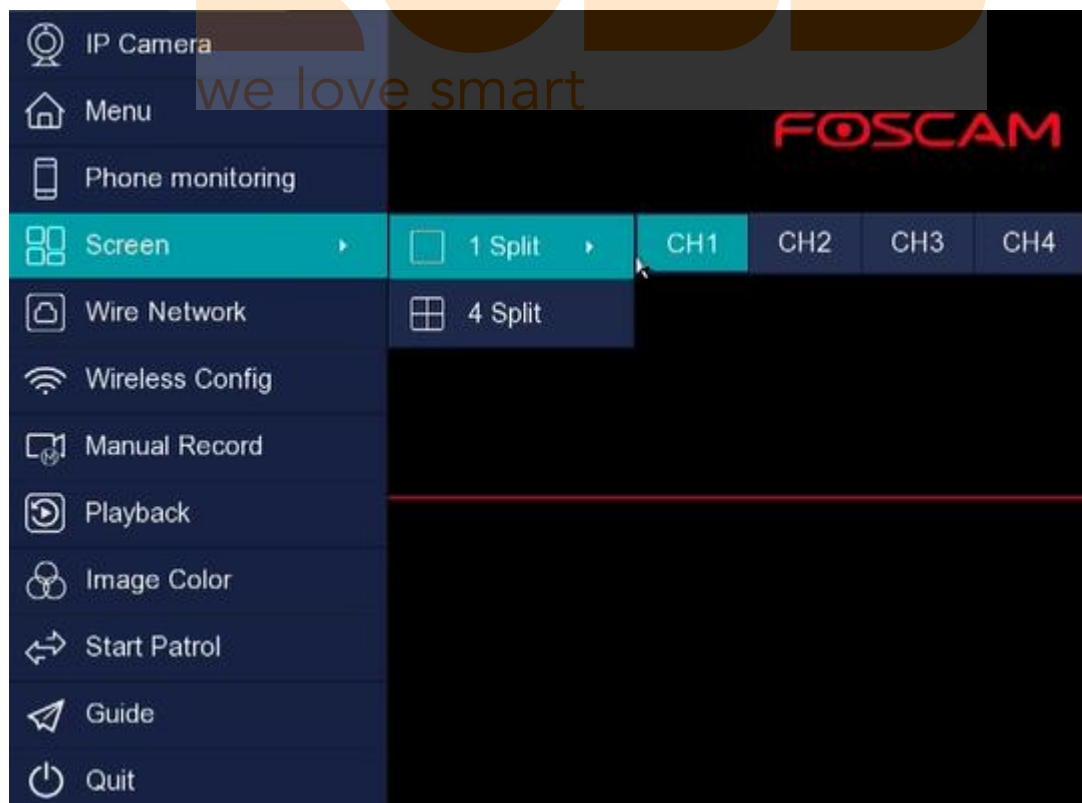 IP Camera
we love smart
Menu
FOSCAM
Phone monitoring
Screen
1 Split
CH1 CH2 CH3 CH4
Wire Network
4 Split
Wireless Config
Manual Record
Playback
Image Color
Start Patrol
Guide
Quit